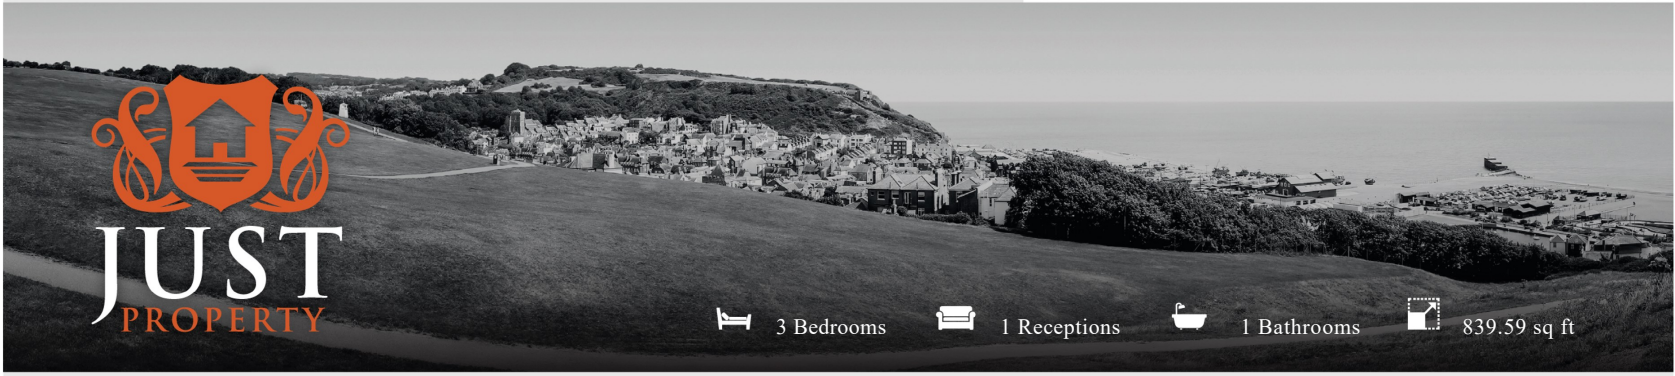 JUST
PROPERTY
3 Bedrooms
1 Receptions
1 Bathrooms
839.59 sq ft